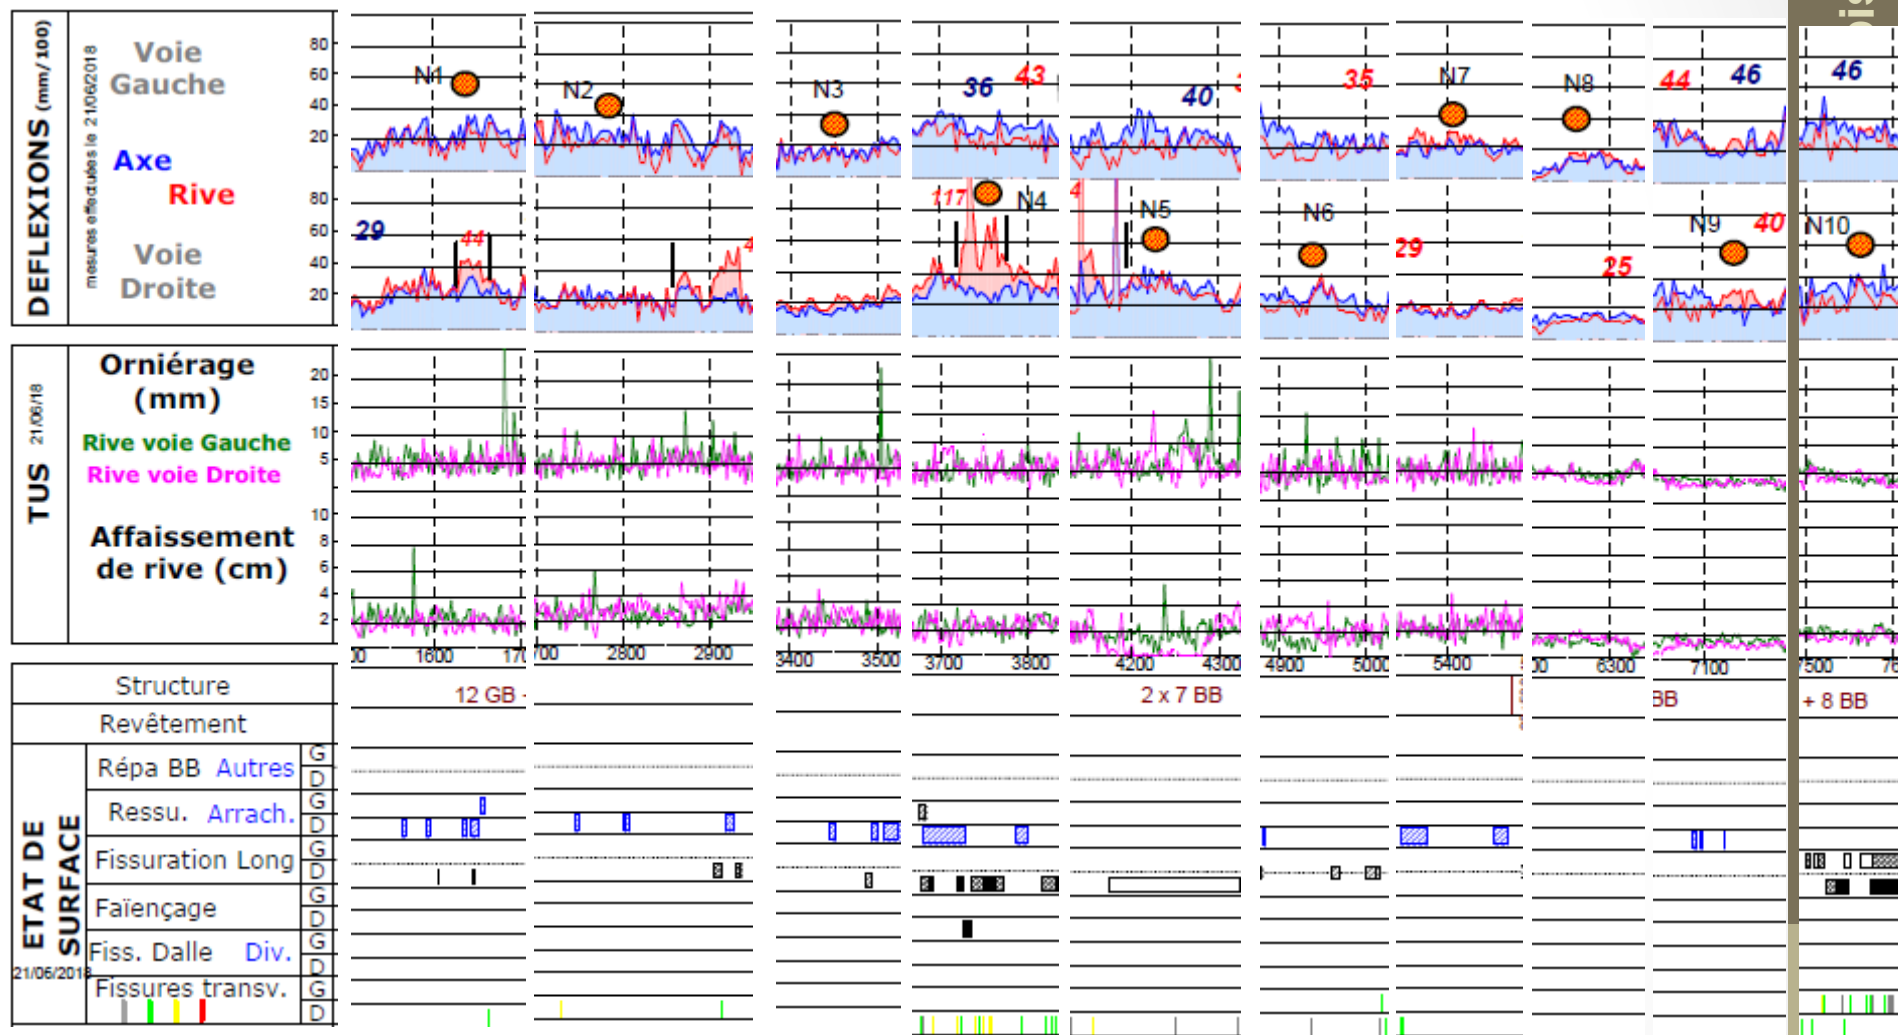 bis
DEFLEXIONS (mm/ 100)
mesures effectuées le 21/06/2018
Voie
Gauche
Axe
Rive
Voie
Droite
80
60
40
20
80
60
40
20
N1
N2
N3
36
43
40
35
N7
N8
44
46
46
29
44
117
N4
N5
N6
29
25
N9
40
N10
TUS 21/06/18
Orniérage
(mm)
Rive voie Gauche
Rive voie Droite
20
15
10
5
Affaissement
de rive (cm)
10
8
6
4
2
1600
2800
2900
3400
3500
3700
3800
4200
4300
4900
5000
5400
6300
7100
7500
Structure
12 GB
2 x 7 BB
BB
+ 8 BB
Revêtement
ETAT DE
SURFACE
21/06/2018
Répa BB Autres
G
D
Ressu. Arrach.
G
D
Fissuration Long
G
D
Faïençage
G
D
Fiss. Dalle Div.
G
D
Fissures transv.
G
D